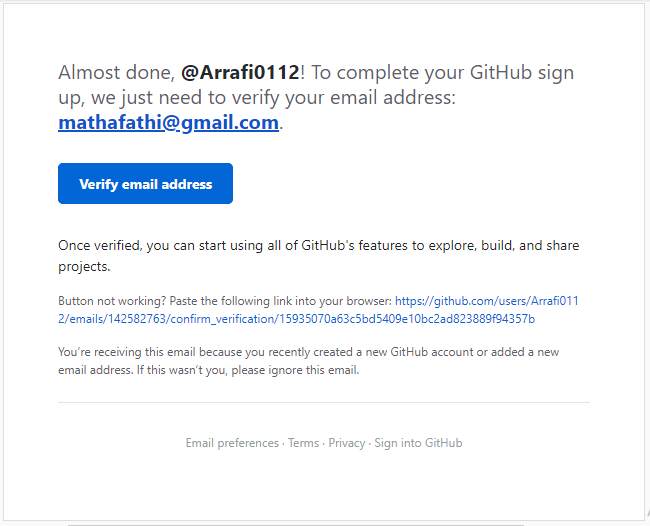 Almost done, @Arrafi0112! To complete your GitHub sign
up, we just need to verify your email address:
mathafathi@gmail.com.
Verify email address
Once verified, you can start using all of GitHub's features to explore, build, and share
projects.
Button not working? Paste the following link into your browser: https://github.com/users/Arrafi011
2/emails/142582763/confirm_verification/15935070a63c5bd5409e10bc2ad823889f94357b
You’re receiving this email because you recently created a new GitHub account or added a new
email address. If this wasn’t you, please ignore this email.
Email preferences · Terms · Privacy · Sign into GitHub